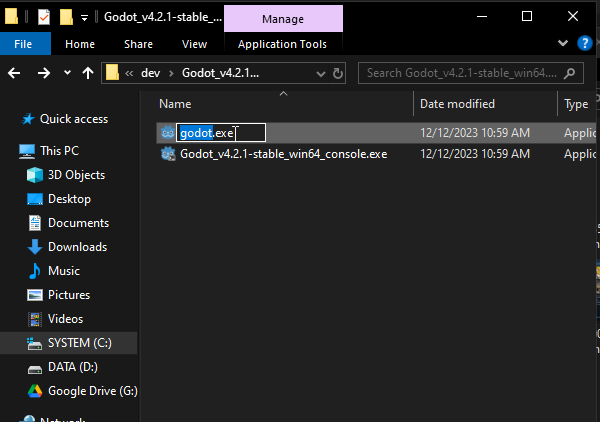 Godot_v4.2.1-stable_...
Manage
File
Home
Share
View
Application Tools
« dev > Godot_v4.2.1...
Search Godot_v4.2.1-stable_win64....
Name
Date modified
Type
Quick access
godot.exe
12/12/2023 10:59 AM
Applic
Godot_v4.2.1-stable_win64_console.exe
12/12/2023 10:59 AM
Applic
This PC
3D Objects
Desktop
Documents
Downloads
Music
Pictures
Videos
SYSTEM (C:)
DATA (D:)
Google Drive (G:)
Network